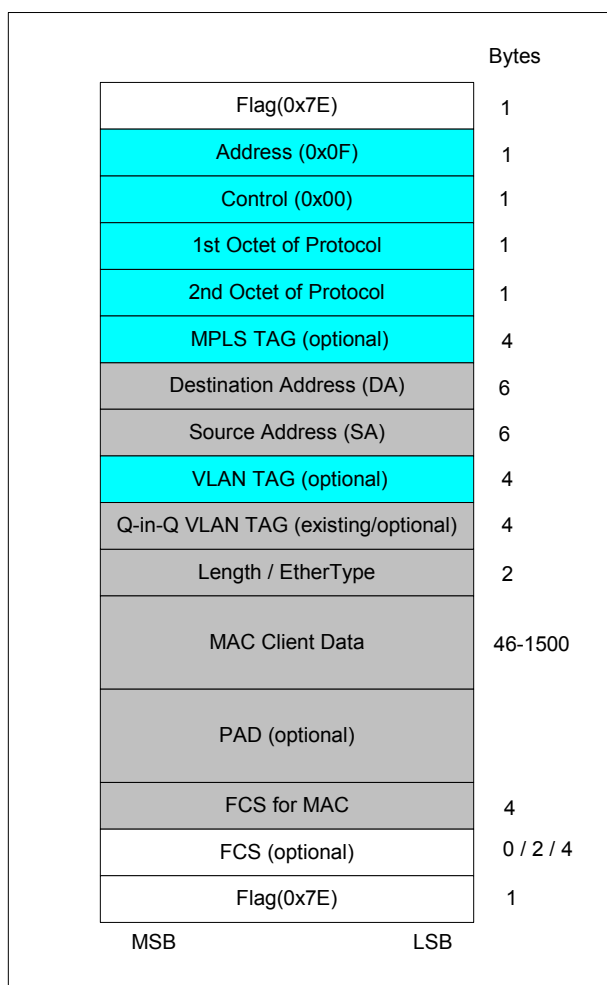 Bytes
Flag(0x7E) 1
Address (0x0F) 1
Control (0x00) 1
1st Octet of Protocol 1
2nd Octet of Protocol 1
MPLS TAG (optional) 4
Destination Address (DA) 6
Source Address (SA) 6
VLAN TAG (optional) 4
Q-in-Q VLAN TAG (existing/optional) 4
Length / EtherType 2
MAC Client Data 46-1500
PAD (optional)
FCS for MAC 4
FCS (optional) 0 / 2 / 4
Flag(0x7E) 1
MSB LSB